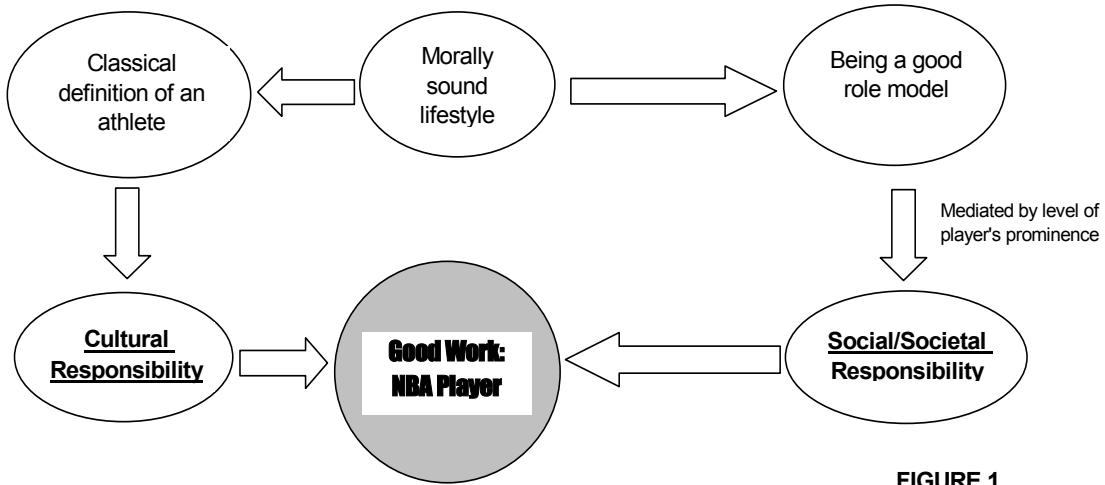 Classical
definition of an
athlete
Morally
sound
lifestyle
Being a good
role model
Mediated by level of
player's prominence
Cultural
Responsibility
Good Work:
NBA Player
Social/Societal
Responsibility
FIGURE 1